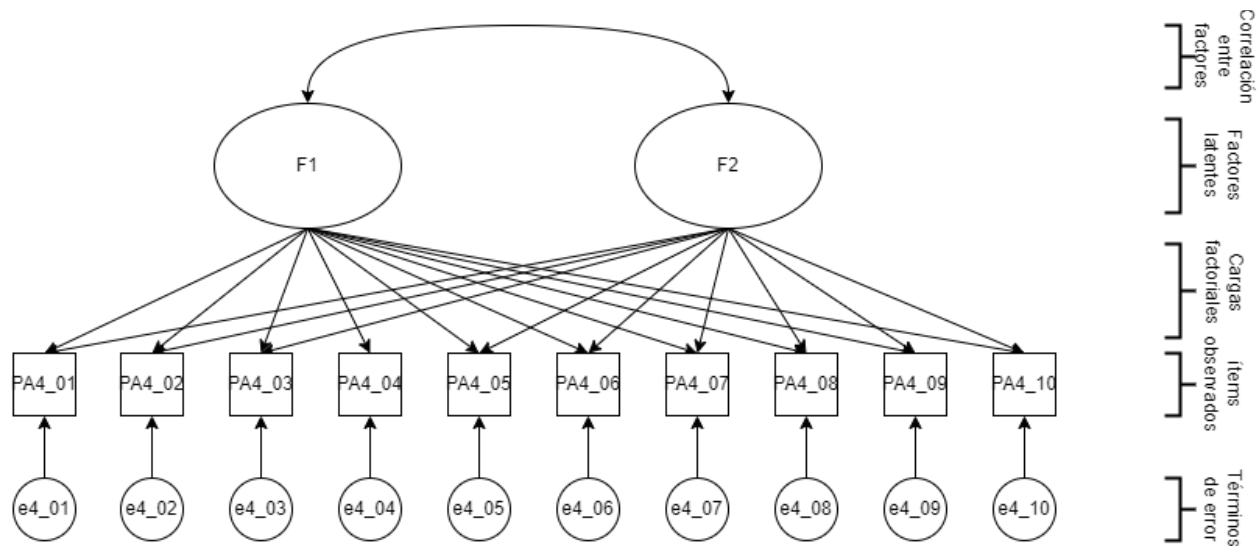 F1
F2
PA4_01
PA4_02
PA4_03
PA4_04
PA4_05
PA4_06
PA4_07
PA4_08
PA4_09
PA4_10
e4_01
e4_02
e4_03
e4_04
e4_05
e4_06
e4_07
e4_08
e4_09
e4_10
Correlación
entre
factores
Factores
latentes
Cargas
factoriales
ítems
observados
Términos
de error